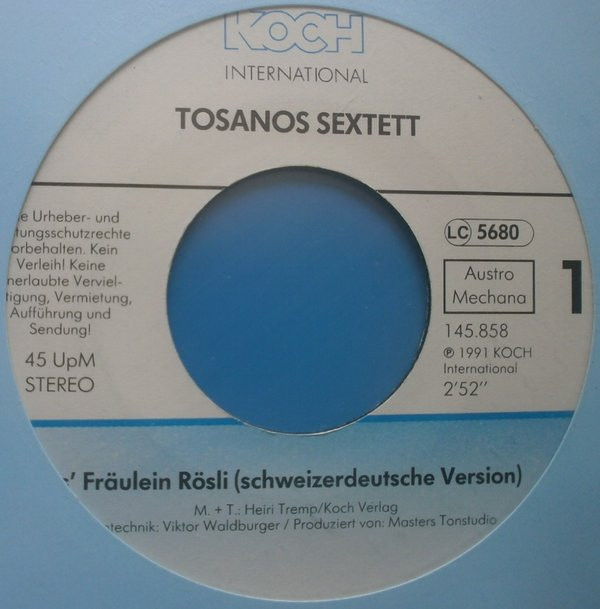 KOCH
INTERNATIONAL
TOSANOS SEXTETT
e Urheber- und
tungsschutzrechte
orbehalten. Kein
Verleih! Keine
nerlaubte Verviel-
tigung, Vermietung,
Aufführung und
Sendung!
45 UpM
STEREO
LC 5680
Austro
Mechana
1
145.858
℗ 1991 KOCH
International
2'52"
' Fräulein Rösli (schweizerdeutsche Version)
M. + T.: Heiri Tremp/Koch Verlag
technik: Viktor Waldburger / Produziert von: Masters Tonstudio